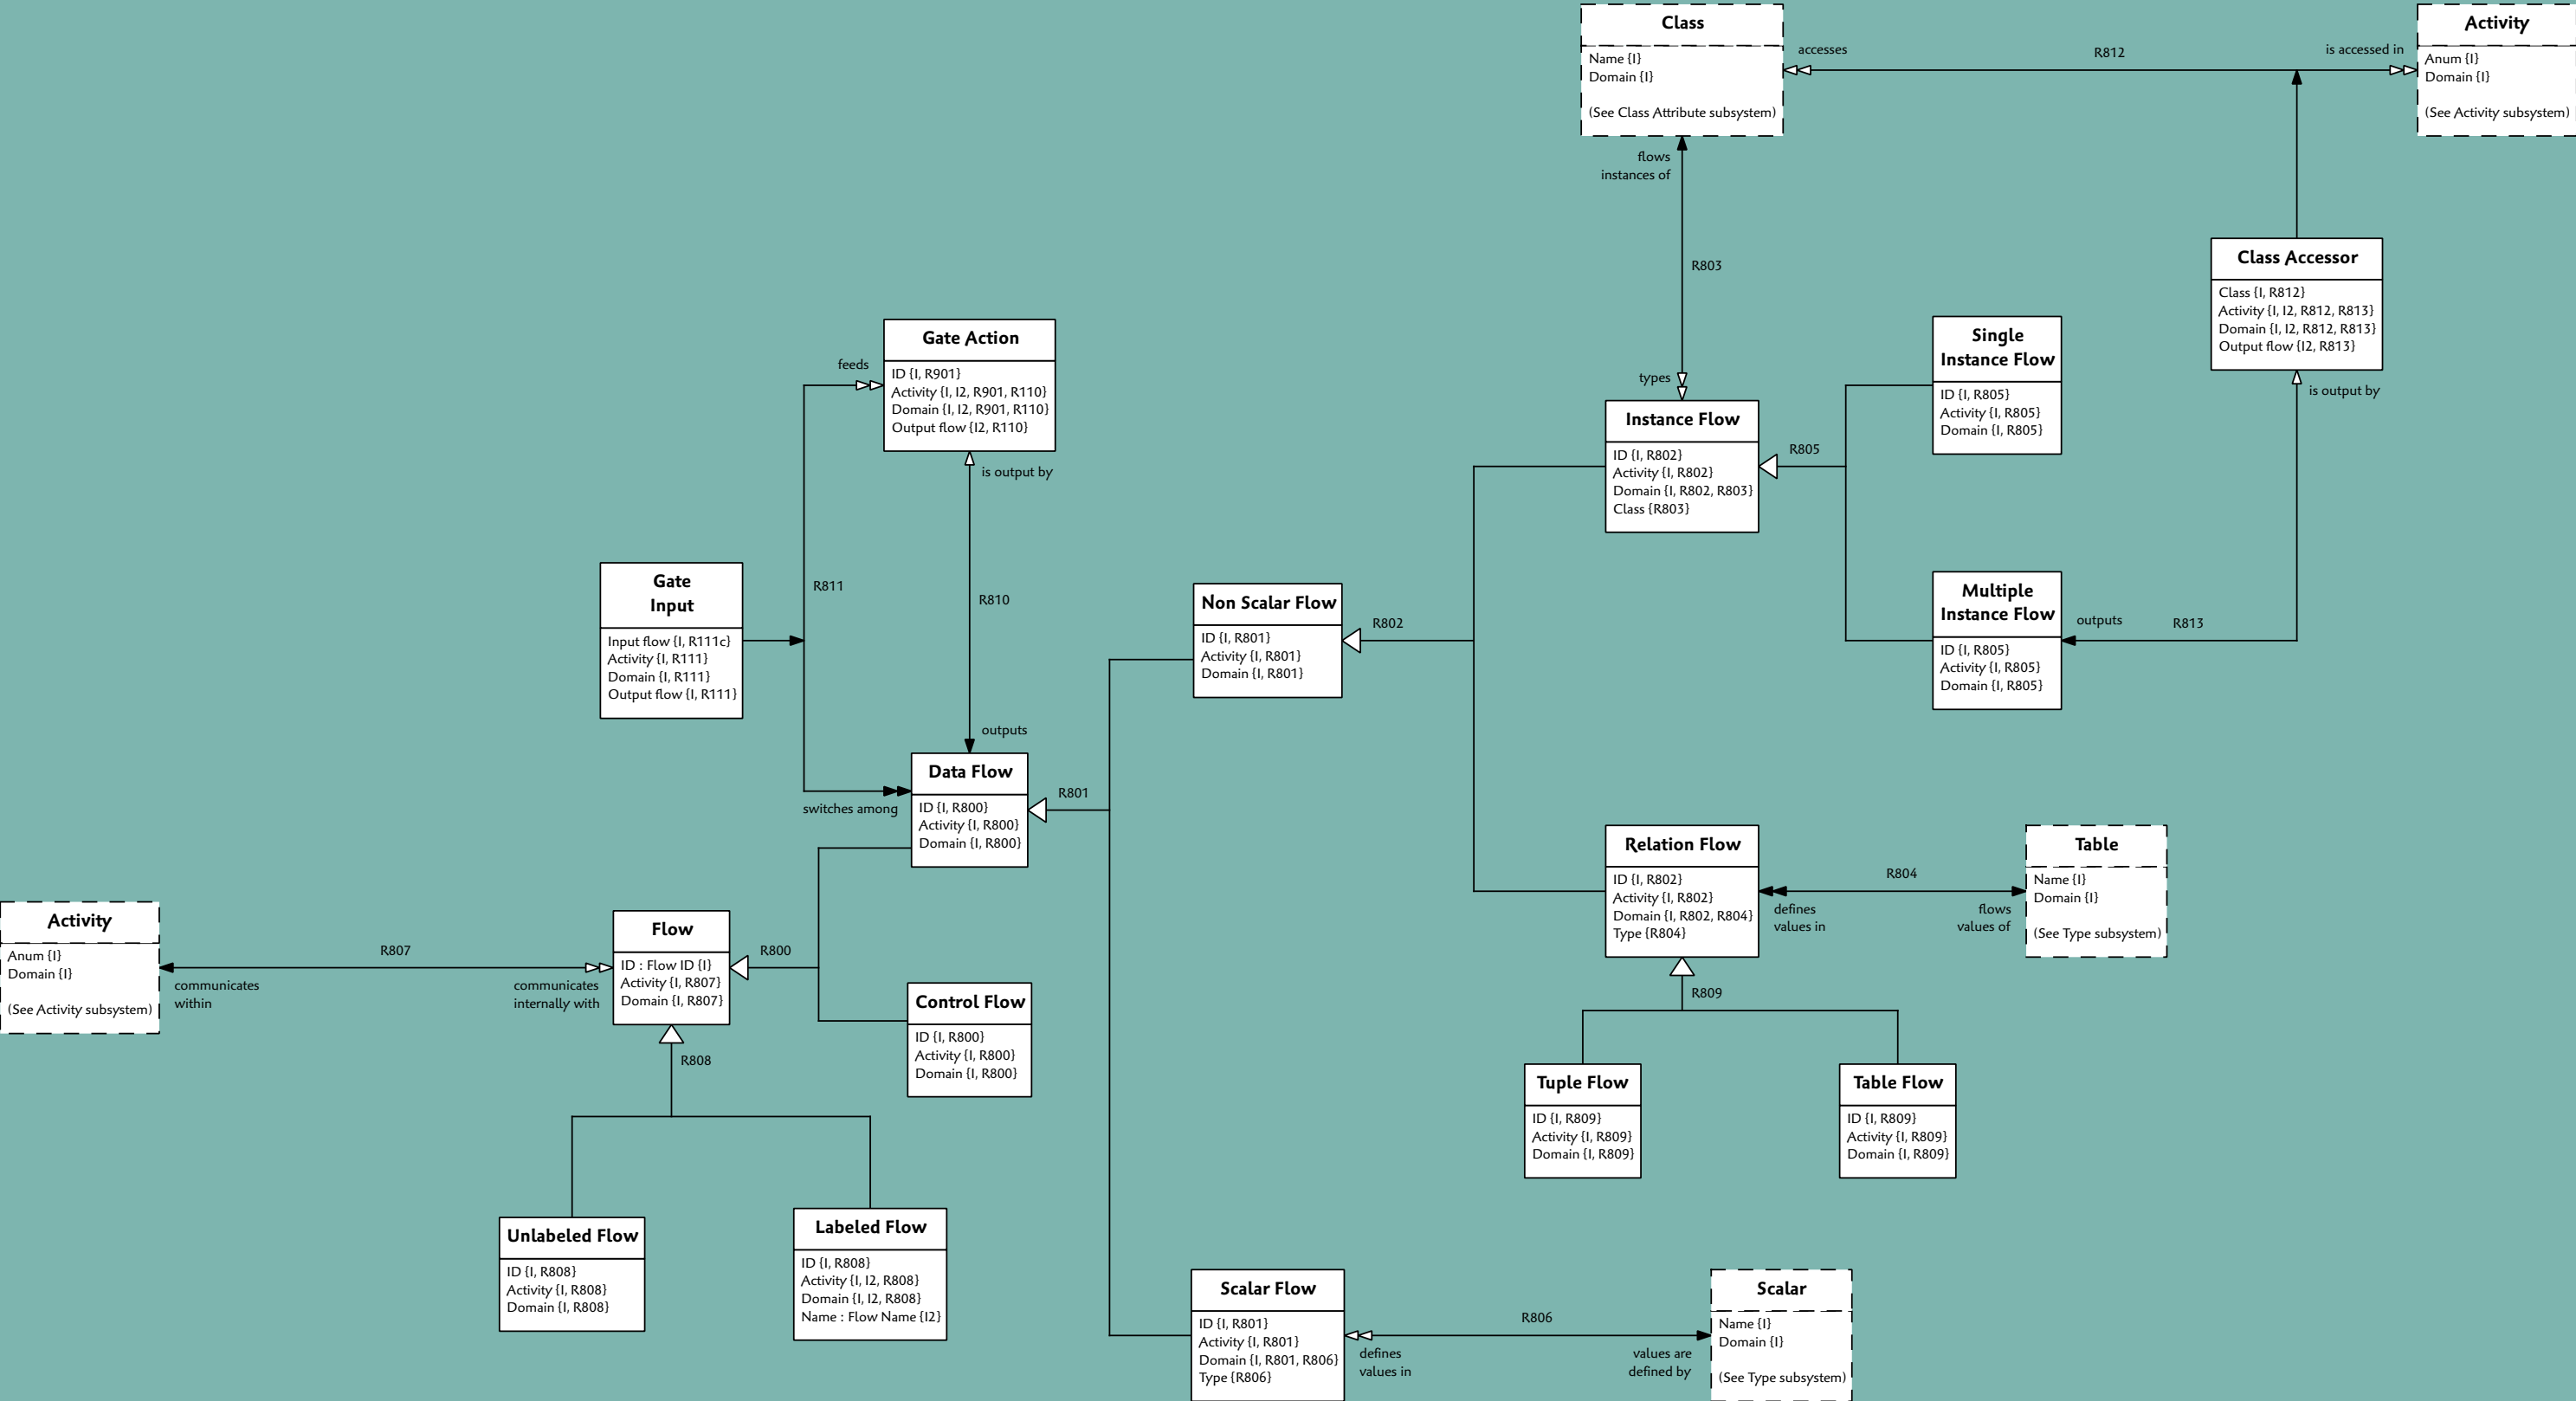 Class
Name {I}
Domain {I}
(See Class Attribute subsystem)
accesses
R812
is accessed in
Activity
Anum {I}
Domain {I}
(See Activity subsystem)
flows
instances of
R803
types
Class Accessor
Class {I, R812}
Activity {I, I2, R812, R813}
Domain {I, I2, R812, R813}
Output flow {I2, R813}
is output by
Gate Action
ID {I, R901}
Activity {I, I2, R901, R110}
Domain {I, I2, R901, R110}
Output flow {I2, R110}
feeds
is output by
Single
Instance Flow
ID {I, R805}
Activity {I, R805}
Domain {I, R805}
Instance Flow
ID {I, R802}
Activity {I, R802}
Domain {I, R802, R803}
Class {R803}
R805
Gate
Input
Input flow {I, R111c}
Activity {I, R111}
Domain {I, R111}
Output flow {I, R111}
R811
R810
Non Scalar Flow
ID {I, R801}
Activity {I, R801}
Domain {I, R801}
R802
Multiple
Instance Flow
ID {I, R805}
Activity {I, R805}
Domain {I, R805}
outputs
R813
outputs
Data Flow
ID {I, R800}
Activity {I, R800}
Domain {I, R800}
switches among
R801
Relation Flow
ID {I, R802}
Activity {I, R802}
Domain {I, R802, R804}
Type {R804}
R804
defines
values in
flows
values of
Table
Name {I}
Domain {I}
(See Type subsystem)
Activity
Anum {I}
Domain {I}
(See Activity subsystem)
R807
communicates
within
communicates
internally with
Flow
ID : Flow ID {I}
Activity {I, R807}
Domain {I, R807}
R800
Control Flow
ID {I, R800}
Activity {I, R800}
Domain {I, R800}
R808
R809
Tuple Flow
ID {I, R809}
Activity {I, R809}
Domain {I, R809}
Table Flow
ID {I, R809}
Activity {I, R809}
Domain {I, R809}
Unlabeled Flow
ID {I, R808}
Activity {I, R808}
Domain {I, R808}
Labeled Flow
ID {I, R808}
Activity {I, I2, R808}
Domain {I, I2, R808}
Name : Flow Name {I2}
Scalar Flow
ID {I, R801}
Activity {I, R801}
Domain {I, R801, R806}
Type {R806}
R806
defines
values in
values are
defined by
Scalar
Name {I}
Domain {I}
(See Type subsystem)